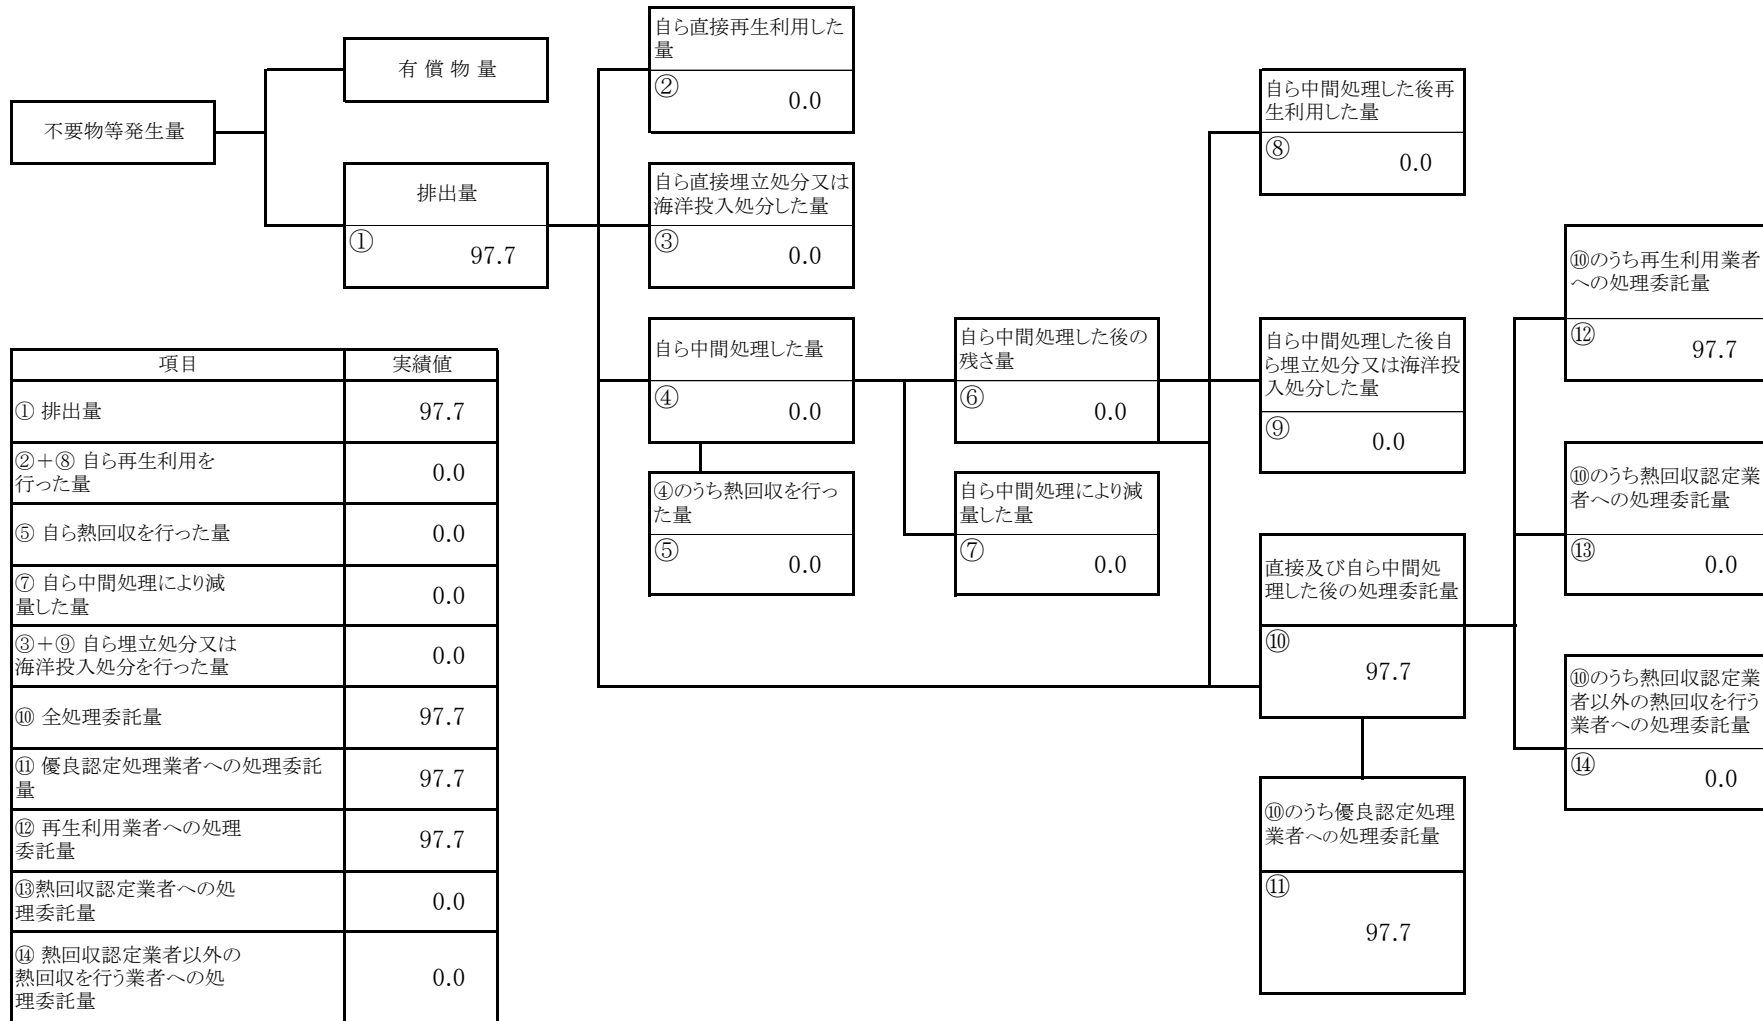 不要物等発生量
有 償 物 量
排出量
①
97.7
自ら直接再生利用した
量
②
0.0
自ら直接埋立処分又は
海洋投入処分した量
③
0.0
自ら中間処理した量
④
0.0
④のうち熱回収を行っ
た量
⑤
0.0
自ら中間処理した後の
残さ量
⑥
0.0
自ら中間処理により減
量した量
⑦
0.0
自ら中間処理した後再
生利用した量
⑧
0.0
自ら中間処理した後自
ら埋立処分又は海洋投
入処分した量
⑨
0.0
直接及び自ら中間処
理した後の処理委託量
⑩
97.7
⑩のうち優良認定処理
業者への処理委託量
⑪
97.7
⑩のうち再生利用業者
への処理委託量
⑫
97.7
⑩のうち熱回収認定業
者への処理委託量
⑬
0.0
⑩のうち熱回収認定業
者以外の熱回収を行う
業者への処理委託量
⑭
0.0
項目 実績値
① 排出量 97.7
②+⑧ 自ら再生利用を
行った量 0.0
⑤ 自ら熱回収を行った量 0.0
⑦ 自ら中間処理により減
量した量 0.0
③+⑨ 自ら埋立処分又は
海洋投入処分を行った量 0.0
⑩ 全処理委託量 97.7
⑪ 優良認定処理業者への処理委託
量 97.7
⑫ 再生利用業者への処理
委託量 97.7
⑬熱回収認定業者への処
理委託量 0.0
⑭ 熱回収認定業者以外の
熱回収を行う業者への処
理委託量 0.0